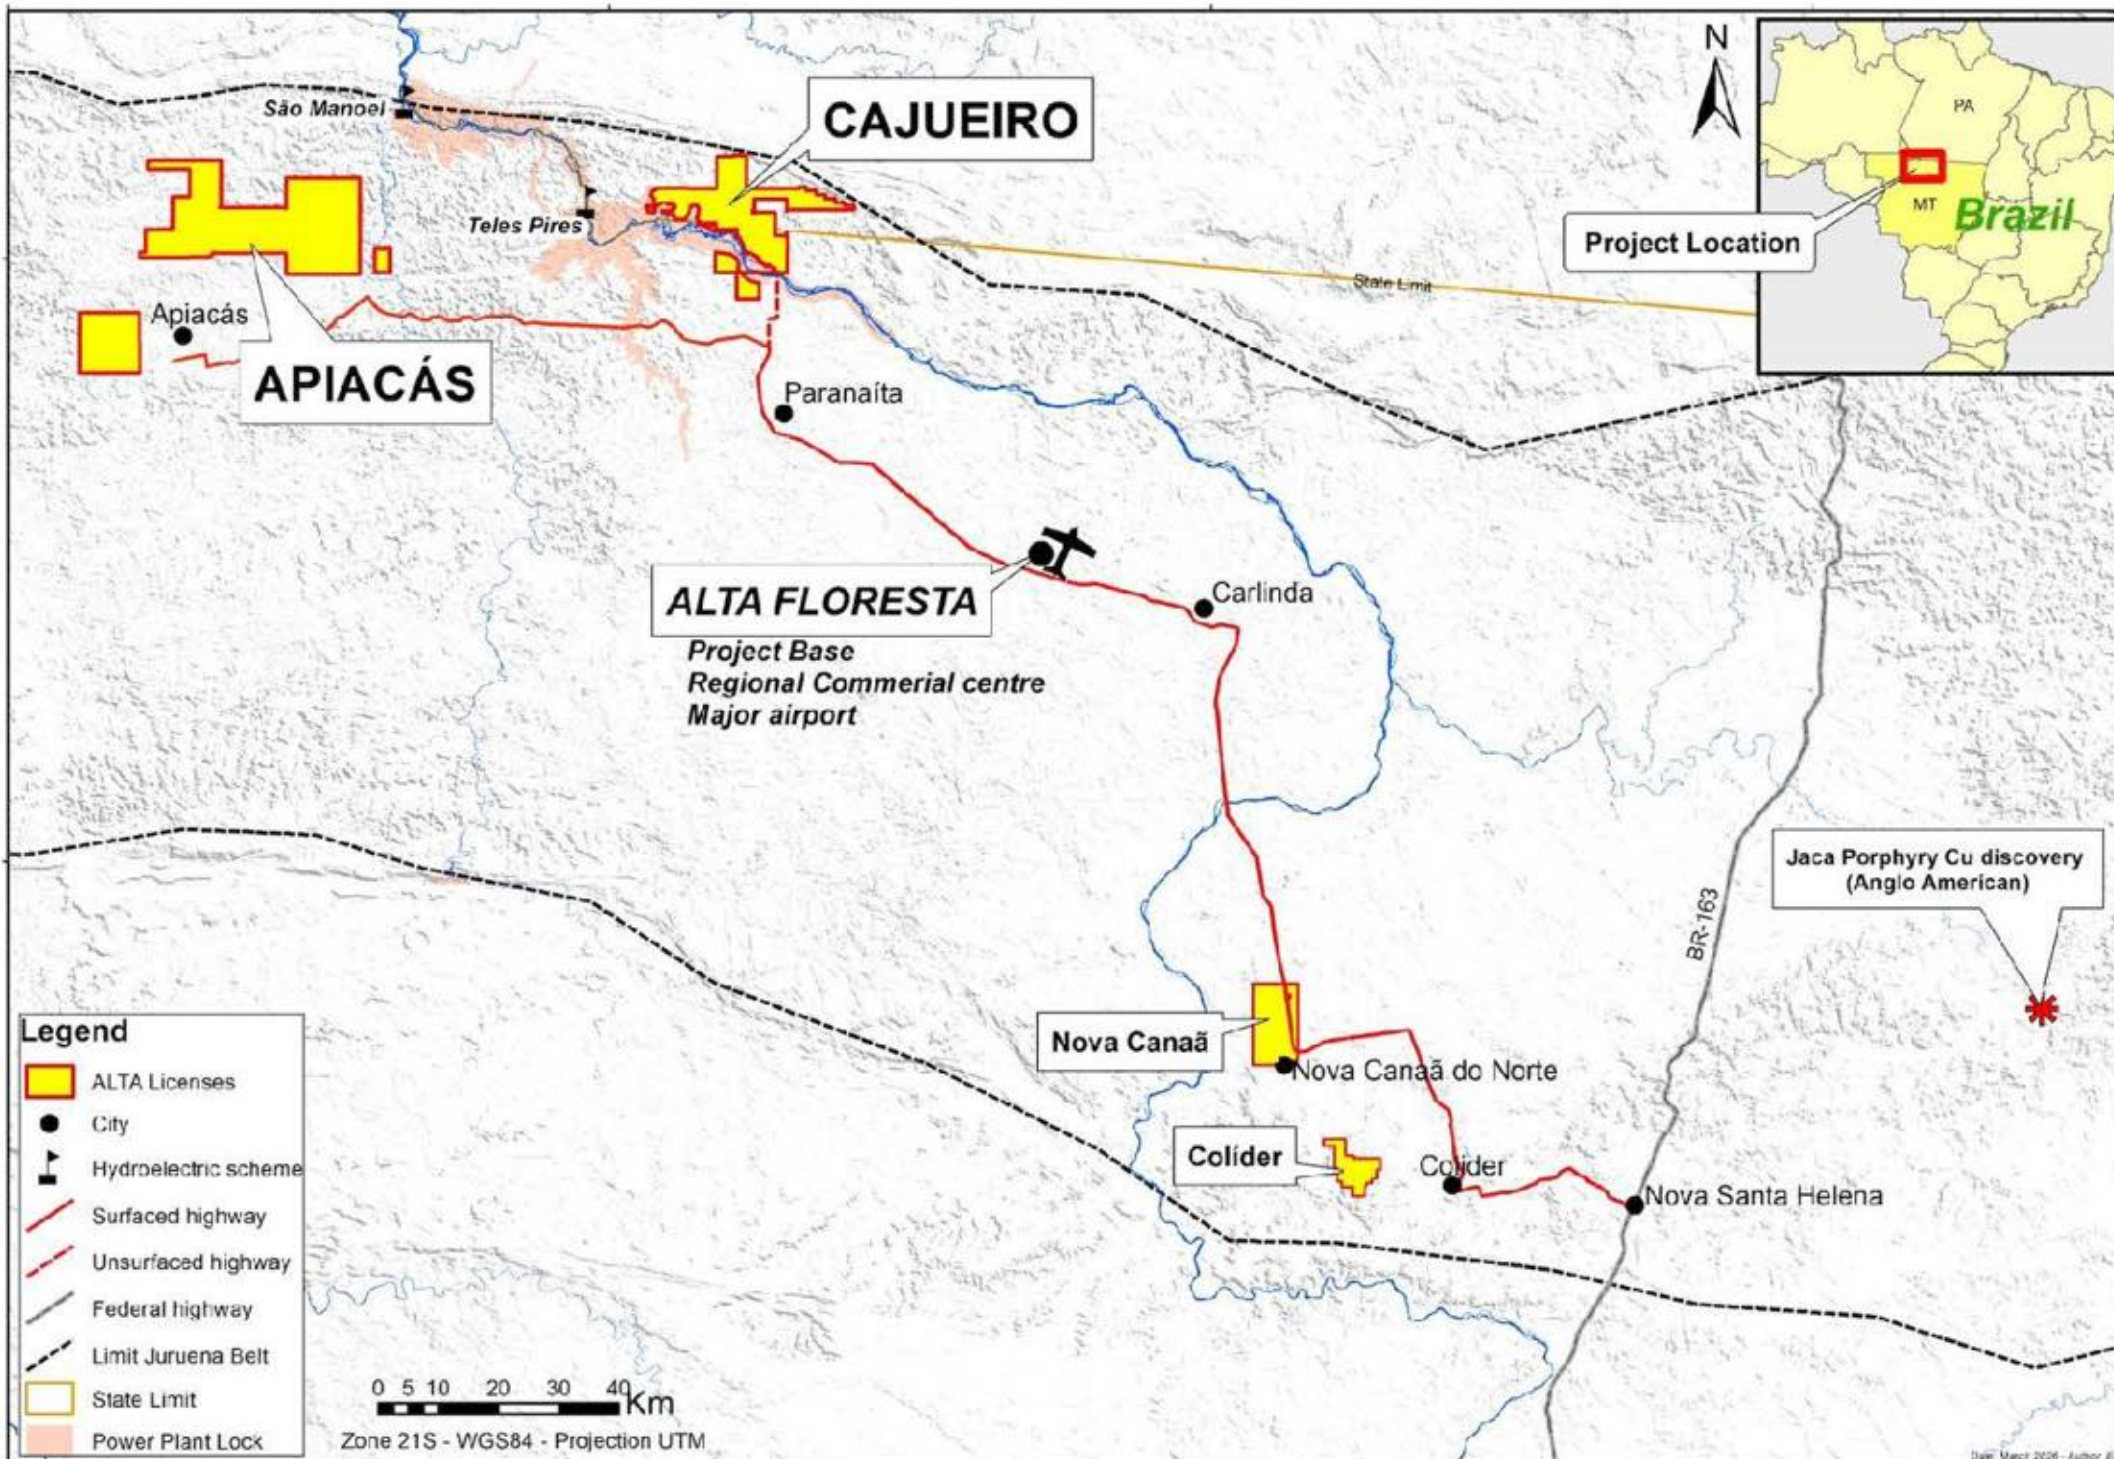 N
PA
MT
Brazil
Project Location
São Manoel
CAJUEIRO
Teles Pires
State Limit
Apiacás
APIACÁS
Paranaíta
ALTA FLORESTA
Project Base
Regional Commerial centre
Major airport
Carlinda
Jaca Porphyry Cu discovery
(Anglo American)
BR-163
Nova Canaã
Nova Canaã do Norte
Colíder
Colíder
Nova Santa Helena
Legend
ALTA Licenses
City
Hydroelectric scheme
Surfaced highway
Unsurfaced highway
Federal highway
Limit Juruena Belt
State Limit
Power Plant Lock
0 5 10 20 30 40
Km
Zone 21S - WGS84 - Projection UTM